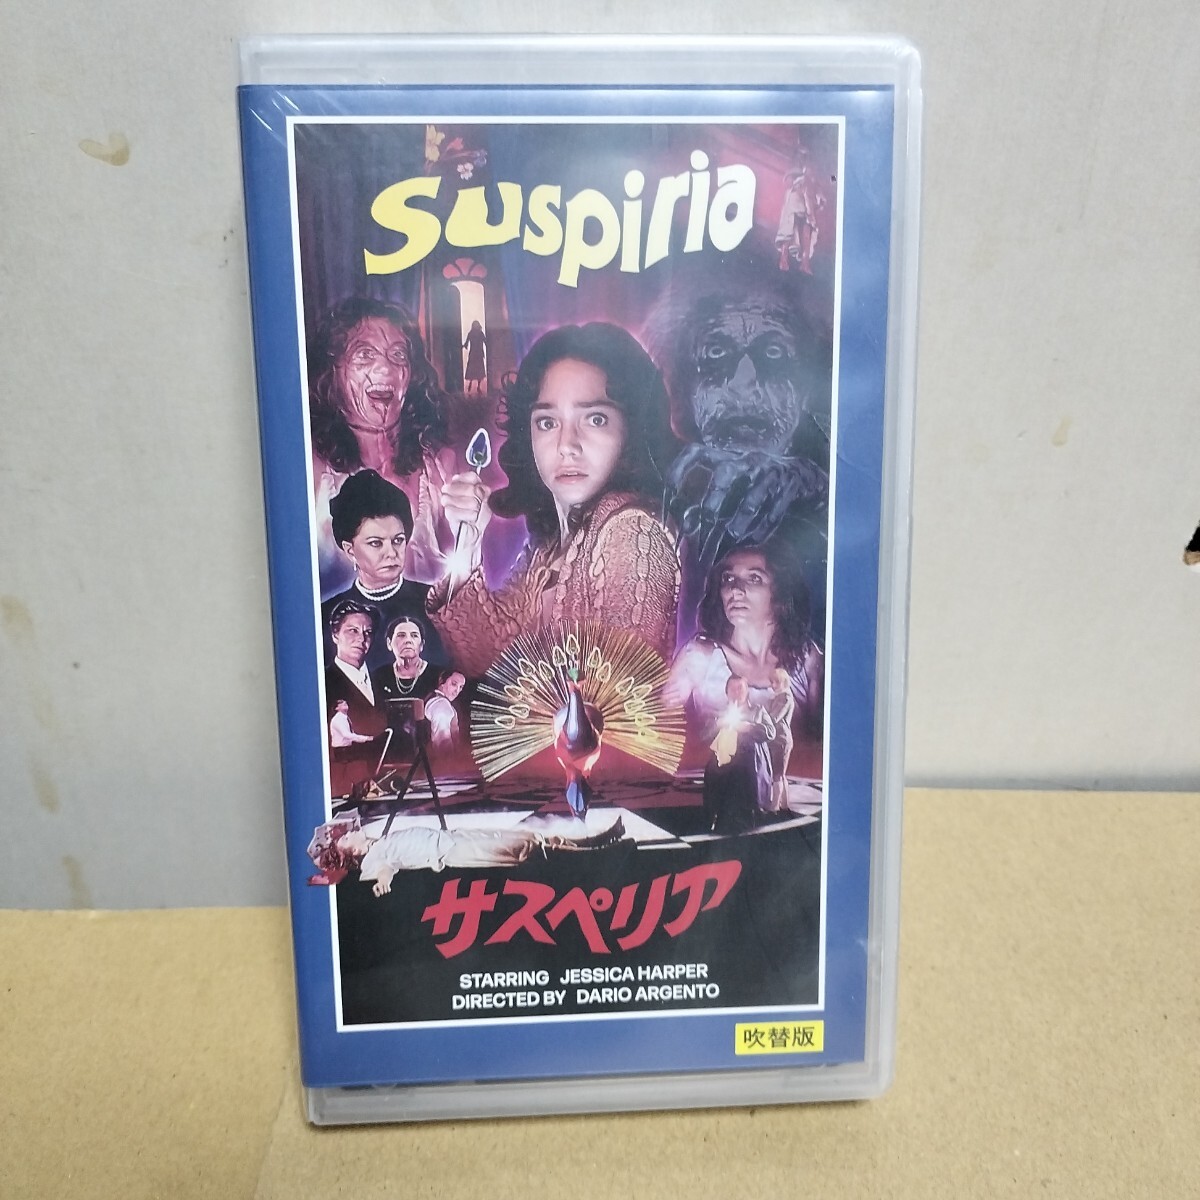 Suspiria
サスペリア
STARRING JESSICA HARPER
DIRECTED BY DARIO ARGENTO
吹替版